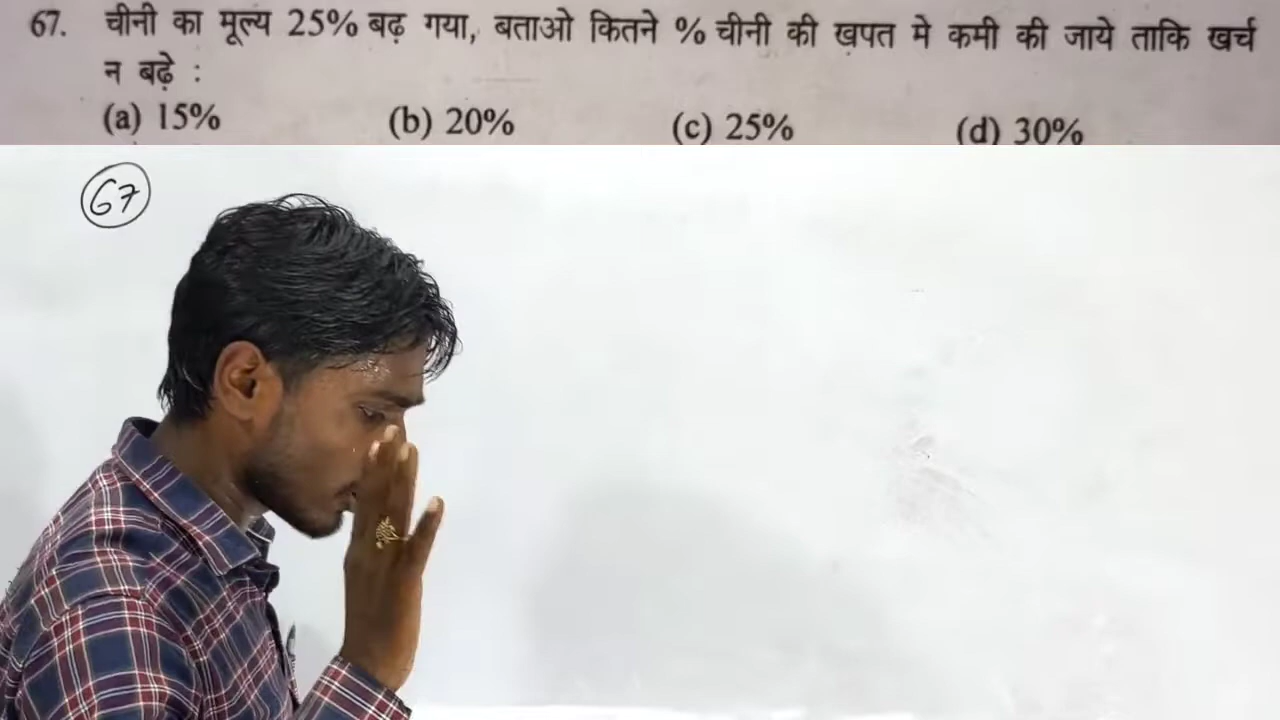 67. चीनी का मूल्य 25% बढ़ गया, बताओ कितने % चीनी की खपत मे कमी की जाये ताकि खर्च
न बढ़े :
(a) 15% (b) 20% (c) 25% (d) 30%
67